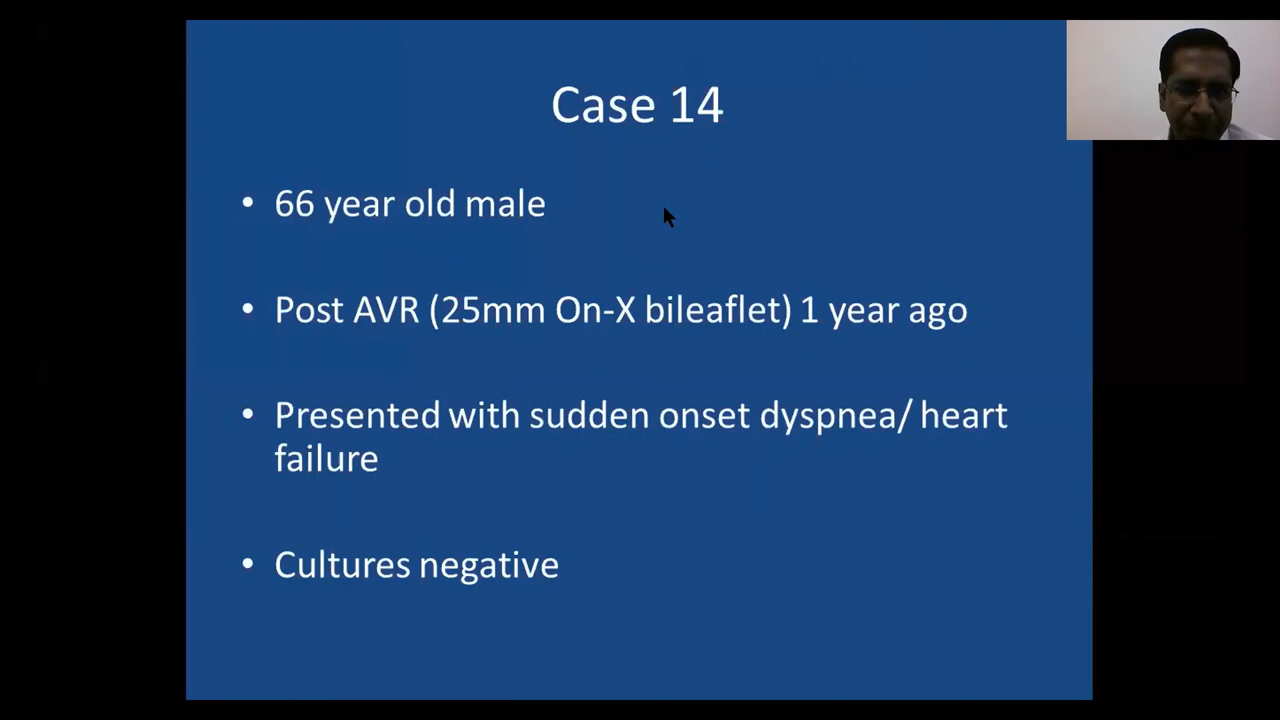 Case 14
• 66 year old male
• Post AVR (25mm On-X bileaflet) 1 year ago
• Presented with sudden onset dyspnea/ heart
failure
• Cultures negative